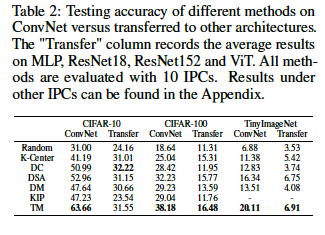 Table 2: Testing accuracy of different methods on
ConvNet versus transferred to other architectures.
The "Transfer" column records the average results
on MLP, ResNet18, ResNet152 and ViT. All meth-
ods are evaluated with 10 IPCs. Results under
other IPCs can be found in the Appendix.
CIFAR-10 CIFAR-100 TinyImageNet
ConvNet Transfer ConvNet Transfer ConvNet Transfer
Random 31.00 24.16 18.64 11.31 6.88 3.53
K-Center 41.19 31.01 25.04 15.31 11.38 5.42
DC 50.99 32.22 28.42 11.95 12.83 3.74
DSA 52.96 31.15 32.23 15.77 16.34 6.75
DM 47.64 30.66 29.23 13.59 13.51 4.08
KIP 47.23 23.54 29.04 11.76 - -
TM 63.66 31.55 38.18 16.48 20.11 6.91